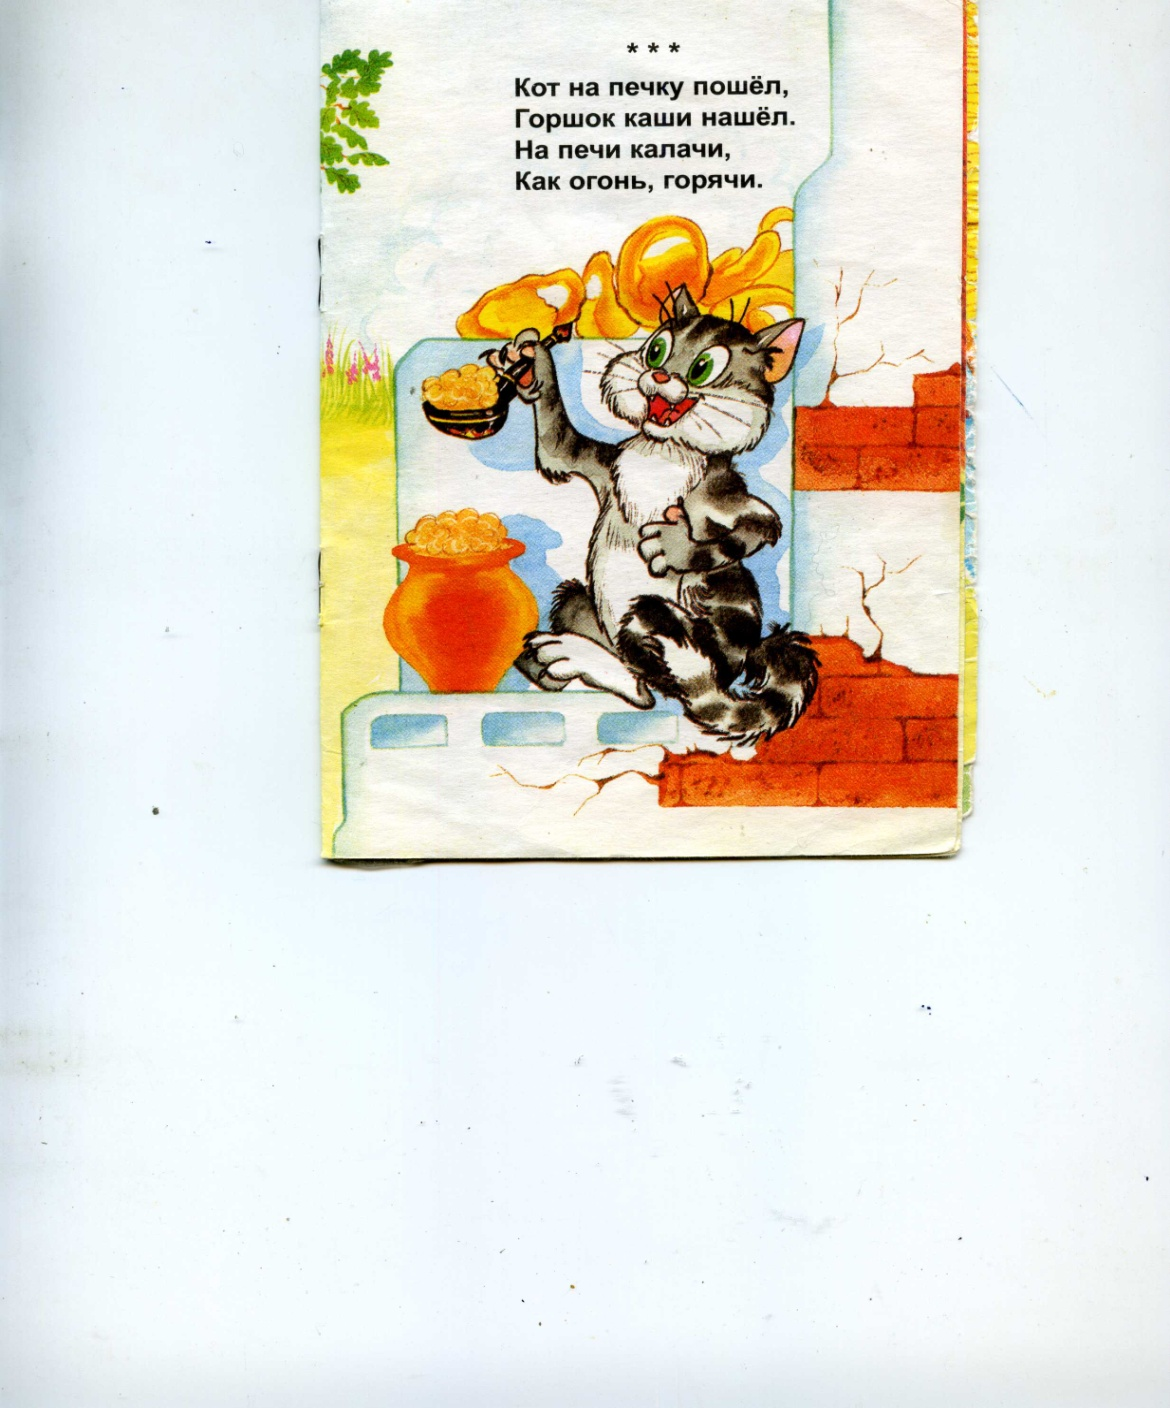 * * *
Кот на печку пошёл,
Горшок каши нашёл.
На печи калачи,
Как огонь, горячи.